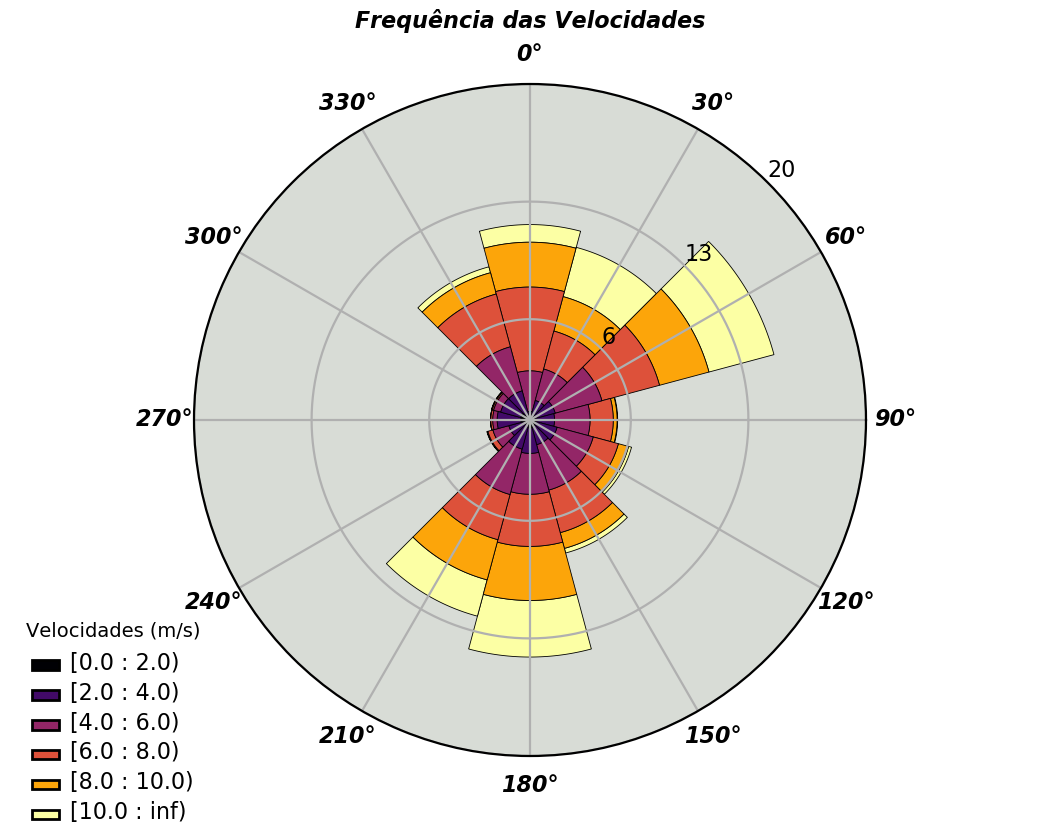 Frequência das Velocidades
0°
330°
30°
20
300°
60°
13
6
270°
90°
240°
120°
210°
150°
180°
Velocidades (m/s)
[0.0 : 2.0)
[2.0 : 4.0)
[4.0 : 6.0)
[6.0 : 8.0)
[8.0 : 10.0)
[10.0 : inf)